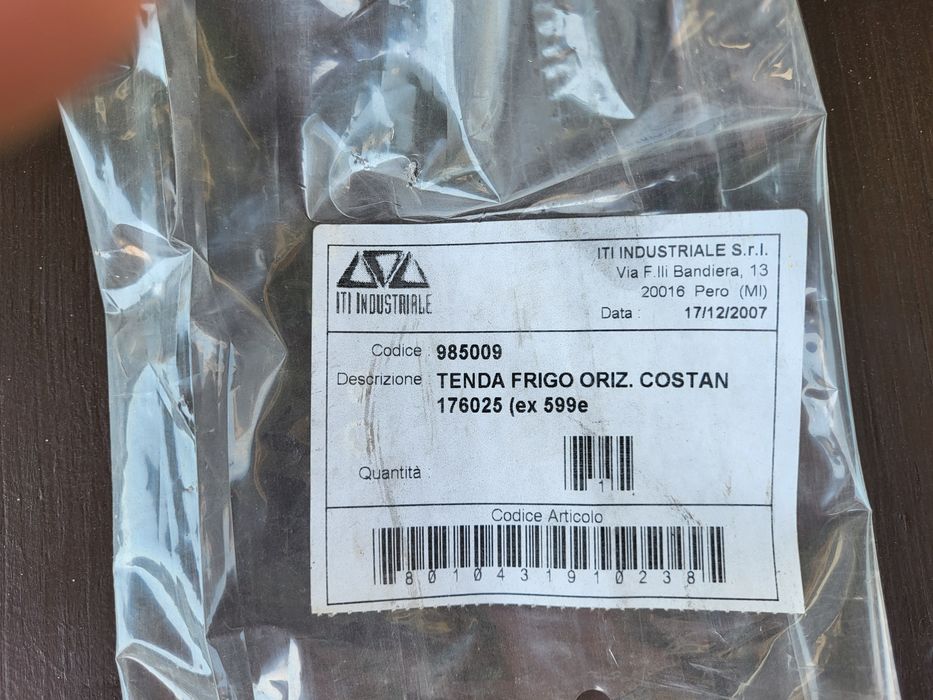 ITI INDUSTRIALE
ITI INDUSTRIALE S.r.l.
Via F.lli Bandiera, 13
20016 Pero (MI)
Data : 17/12/2007
Codice : 985009
Descrizione : TENDA FRIGO ORIZ. COSTAN
176025 (ex 599e
Quantità :
1
Codice Articolo
8010431910238